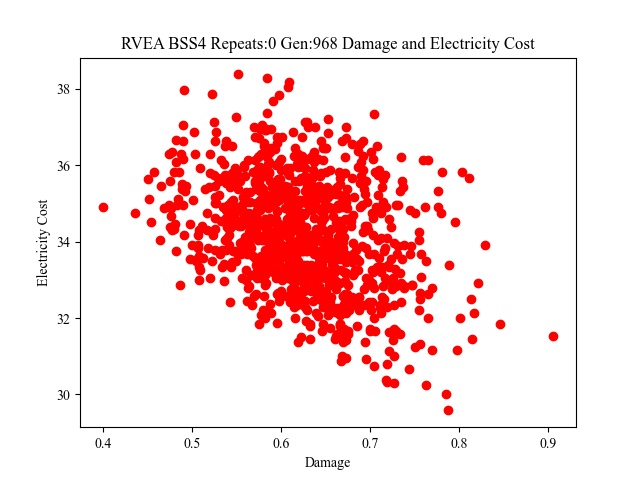 RVEA BSS4 Repeats:0 Gen:968 Damage and Electricity Cost
38
36
34
32
30
Electricity Cost
0.4 0.5 0.6 0.7 0.8 0.9
Damage